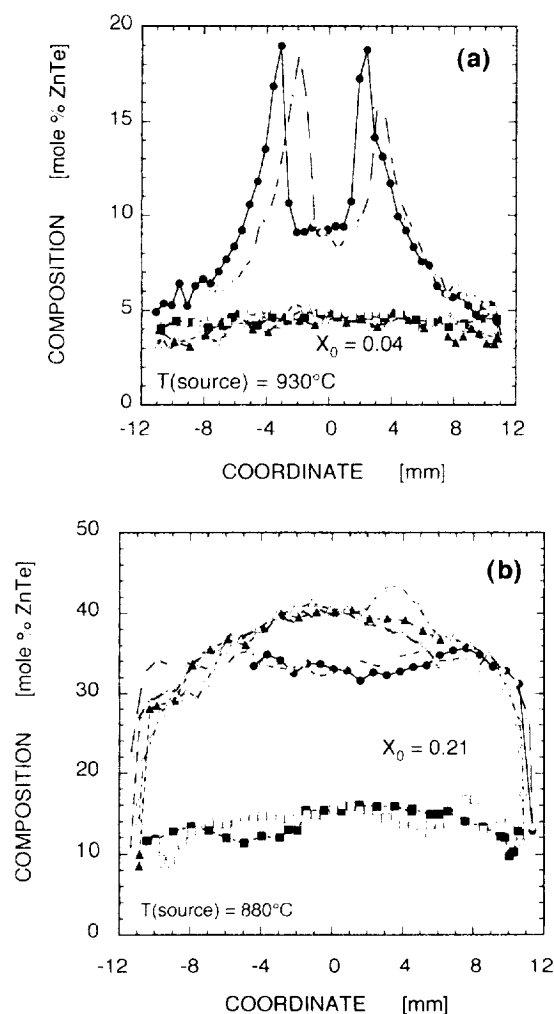 (a)
COMPOSITION [mole % ZnTe]
20
15
10
5
0
X0 = 0.04
T(source) = 930°C
-12 -8 -4 0 4 8 12
COORDINATE [mm]
(b)
COMPOSITION [mole % ZnTe]
50
40
30
20
10
0
X0 = 0.21
T(source) = 880°C
-12 -8 -4 0 4 8 12
COORDINATE [mm]